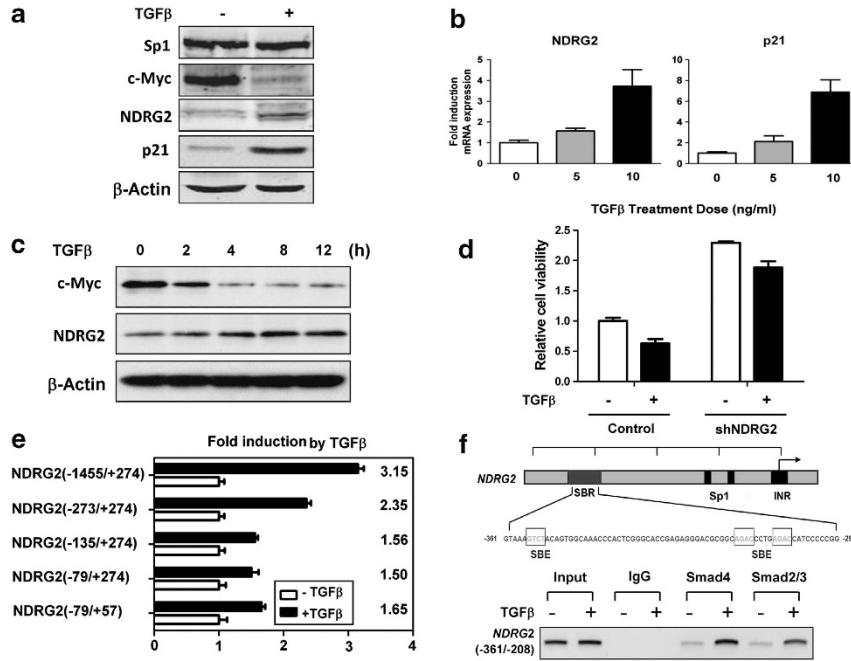 a
TGFβ - +
Sp1
c-Myc
NDRG2
p21
β-Actin
b
NDRG2
p21
Fold induction
mRNA expression
5
4
3
2
1
0
0 5 10
10
8
6
4
2
0
0 5 10
TGFβ Treatment Dose (ng/ml)
c
TGFβ 0 2 4 8 12 (h)
c-Myc
NDRG2
β-Actin
d
Relative cell viability
2.5
2.0
1.5
1.0
0.5
0.0
TGFβ - + - +
Control shNDRG2
e
Fold induction by TGFβ
NDRG2(-1455/+274) 3.15
NDRG2(-273/+274) 2.35
NDRG2(-135/+274) 1.56
NDRG2(-79/+274) 1.50
NDRG2(-79/+57) 1.65
- TGFβ
+TGFβ
0 1 2 3 4
f
NDRG2
SBR Sp1 INR
-361 GTAAAGTCTACAGTGGCAAACCCACTCGGGCACCGAGAGGGACGCGGCAGACCCTGAGACCATCCCCCGG
SBE SBE
Input IgG Smad4 Smad2/3
TGFβ - + - + - + - +
NDRG2
(-361/-208)